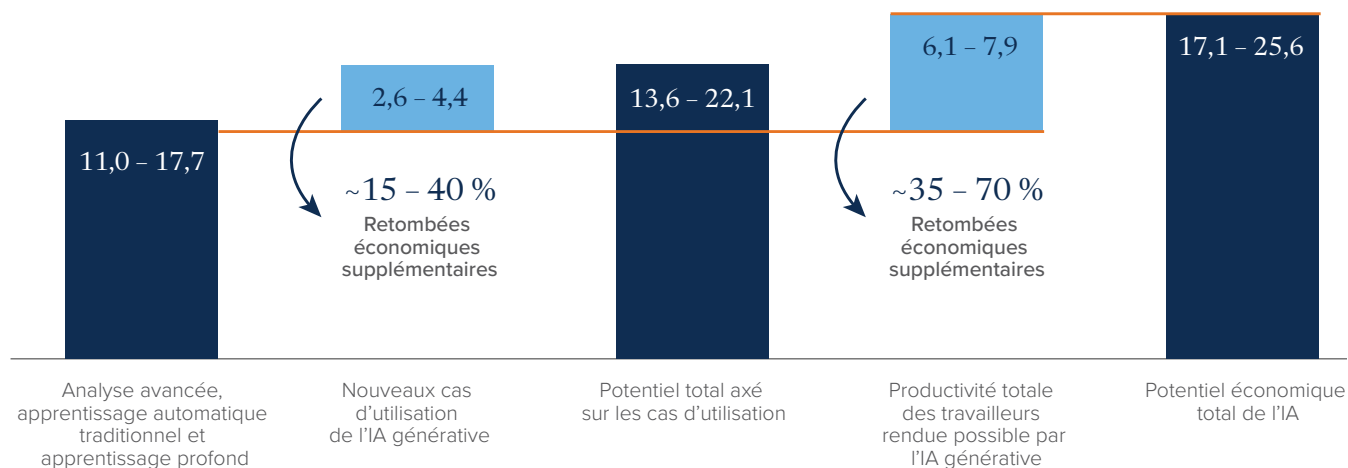 11,0 – 17,7
2,6 – 4,4
13,6 – 22,1
6,1 – 7,9
17,1 – 25,6
~15 – 40 %
Retombées
économiques
supplémentaires
~35 – 70 %
Retombées
économiques
supplémentaires
Analyse avancée,
apprentissage automatique
traditionnel et
apprentissage profond
Nouveaux cas
d’utilisation
de l’IA générative
Potentiel total axé
sur les cas d’utilisation
Productivité totale
des travailleurs
rendue possible par
l’IA générative
Potentiel économique
total de l’IA